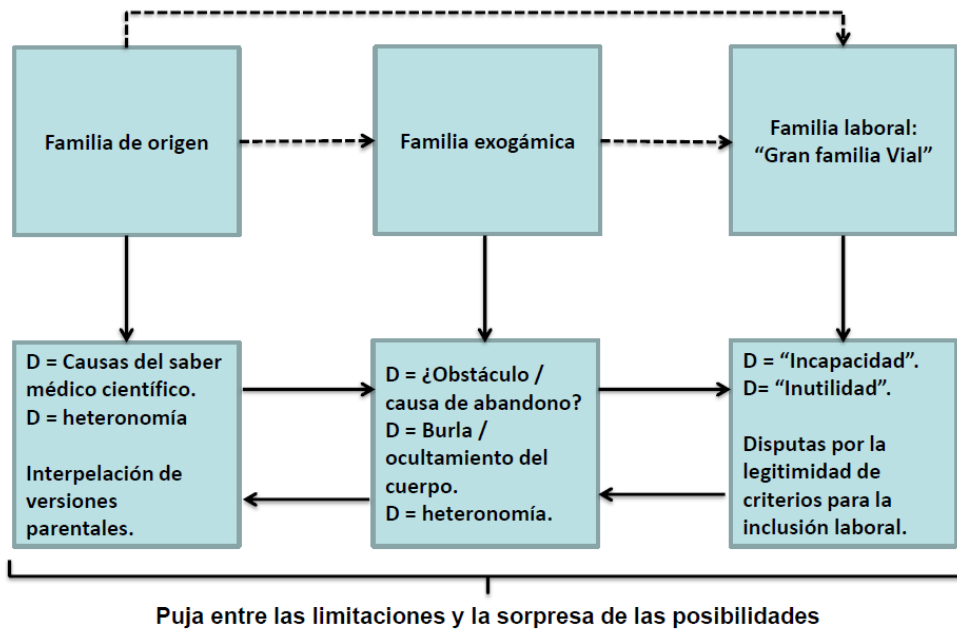 Familia de origen
Familia exogámica
Familia laboral:
“Gran familia Vial”
D = Causas del saber
médico científico.
D = heteronomía
Interpelación de
versiones
parentales.
D = ¿Obstáculo /
causa de abandono?
D = Burla /
ocultamiento del
cuerpo.
D = heteronomía.
D = “Incapacidad”.
D= “Inutilidad”.
Disputas por la
legitimidad de
criterios para la
inclusión laboral.
Puja entre las limitaciones y la sorpresa de las posibilidades